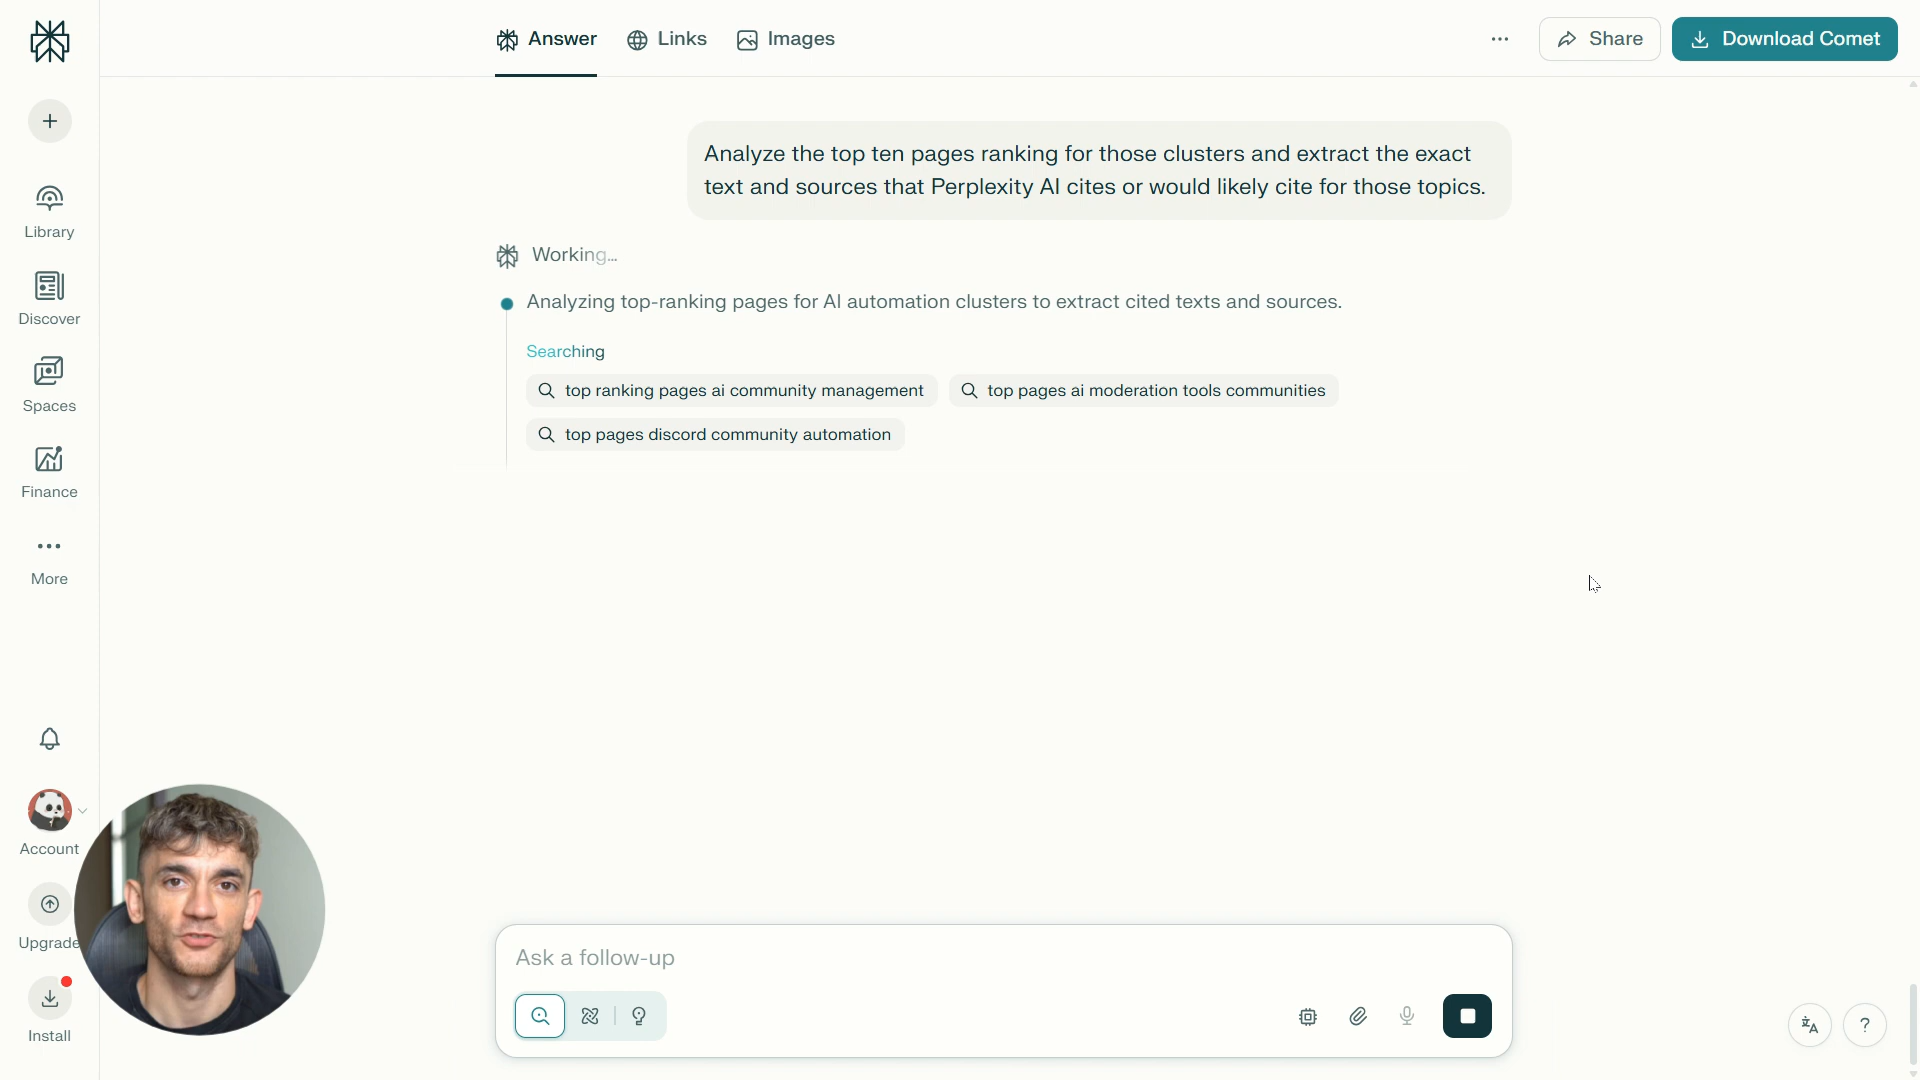 Answer
Links
Images
Share
Download Comet
Library
Discover
Spaces
Finance
More
Account
Upgrade
Install
Analyze the top ten pages ranking for those clusters and extract the exact
text and sources that Perplexity AI cites or would likely cite for those topics.
Working...
Analyzing top-ranking pages for AI automation clusters to extract cited texts and sources.
Searching
top ranking pages ai community management
top pages ai moderation tools communities
top pages discord community automation
Ask a follow-up
?